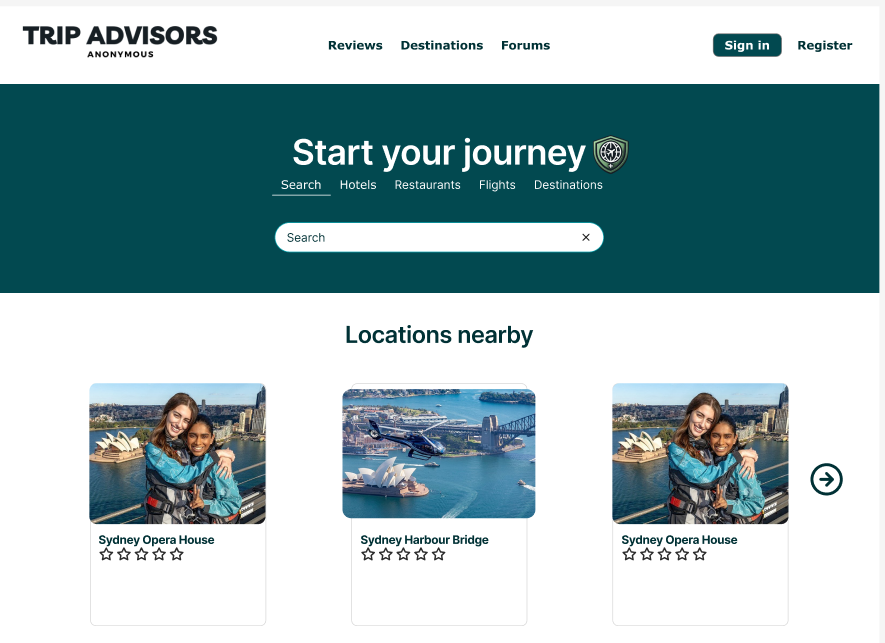 TRIP ADVISORS
ANONYMOUS
Reviews Destinations Forums
Sign in Register
Start your journey
Search Hotels Restaurants Flights Destinations
Search
Locations nearby
Sydney Opera House
Sydney Harbour Bridge
Sydney Opera House